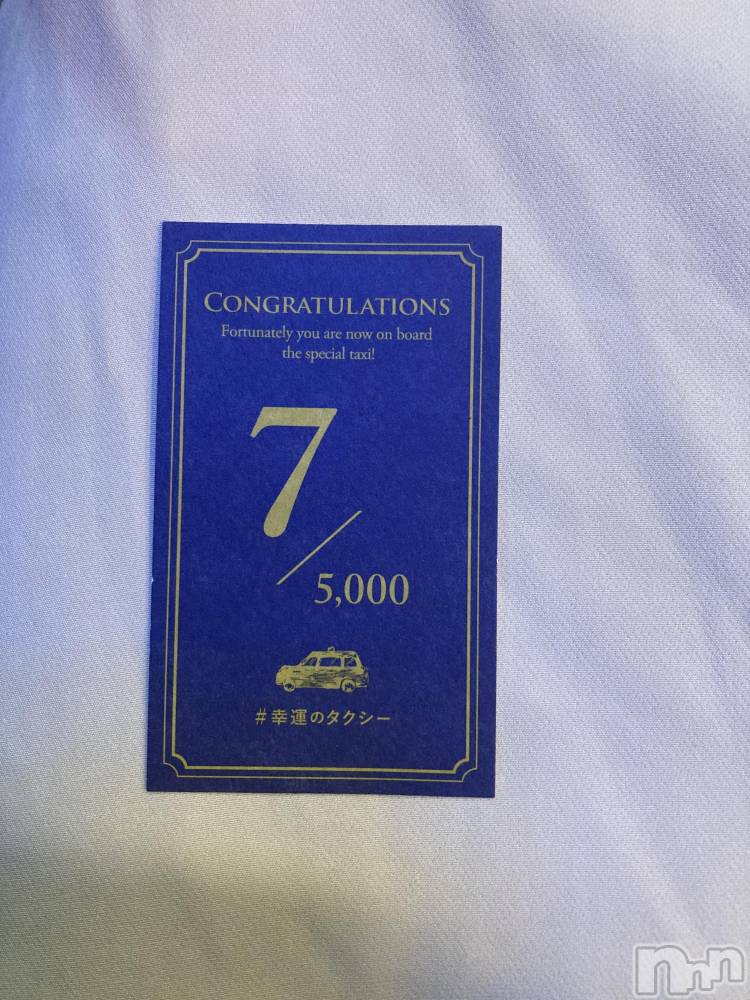 CONGRATULATIONS
Fortunately you are now on board
the special taxi!
7/5,000
#幸運のタクシー
nnn